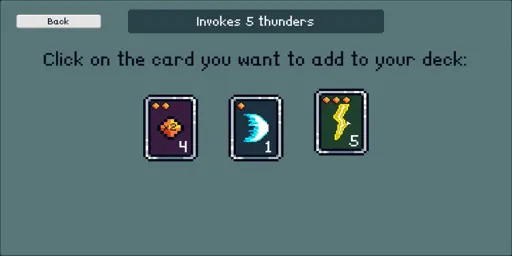 Back
Invokes 5 thunders
Click on the card you want to add to your deck:
4
1
5